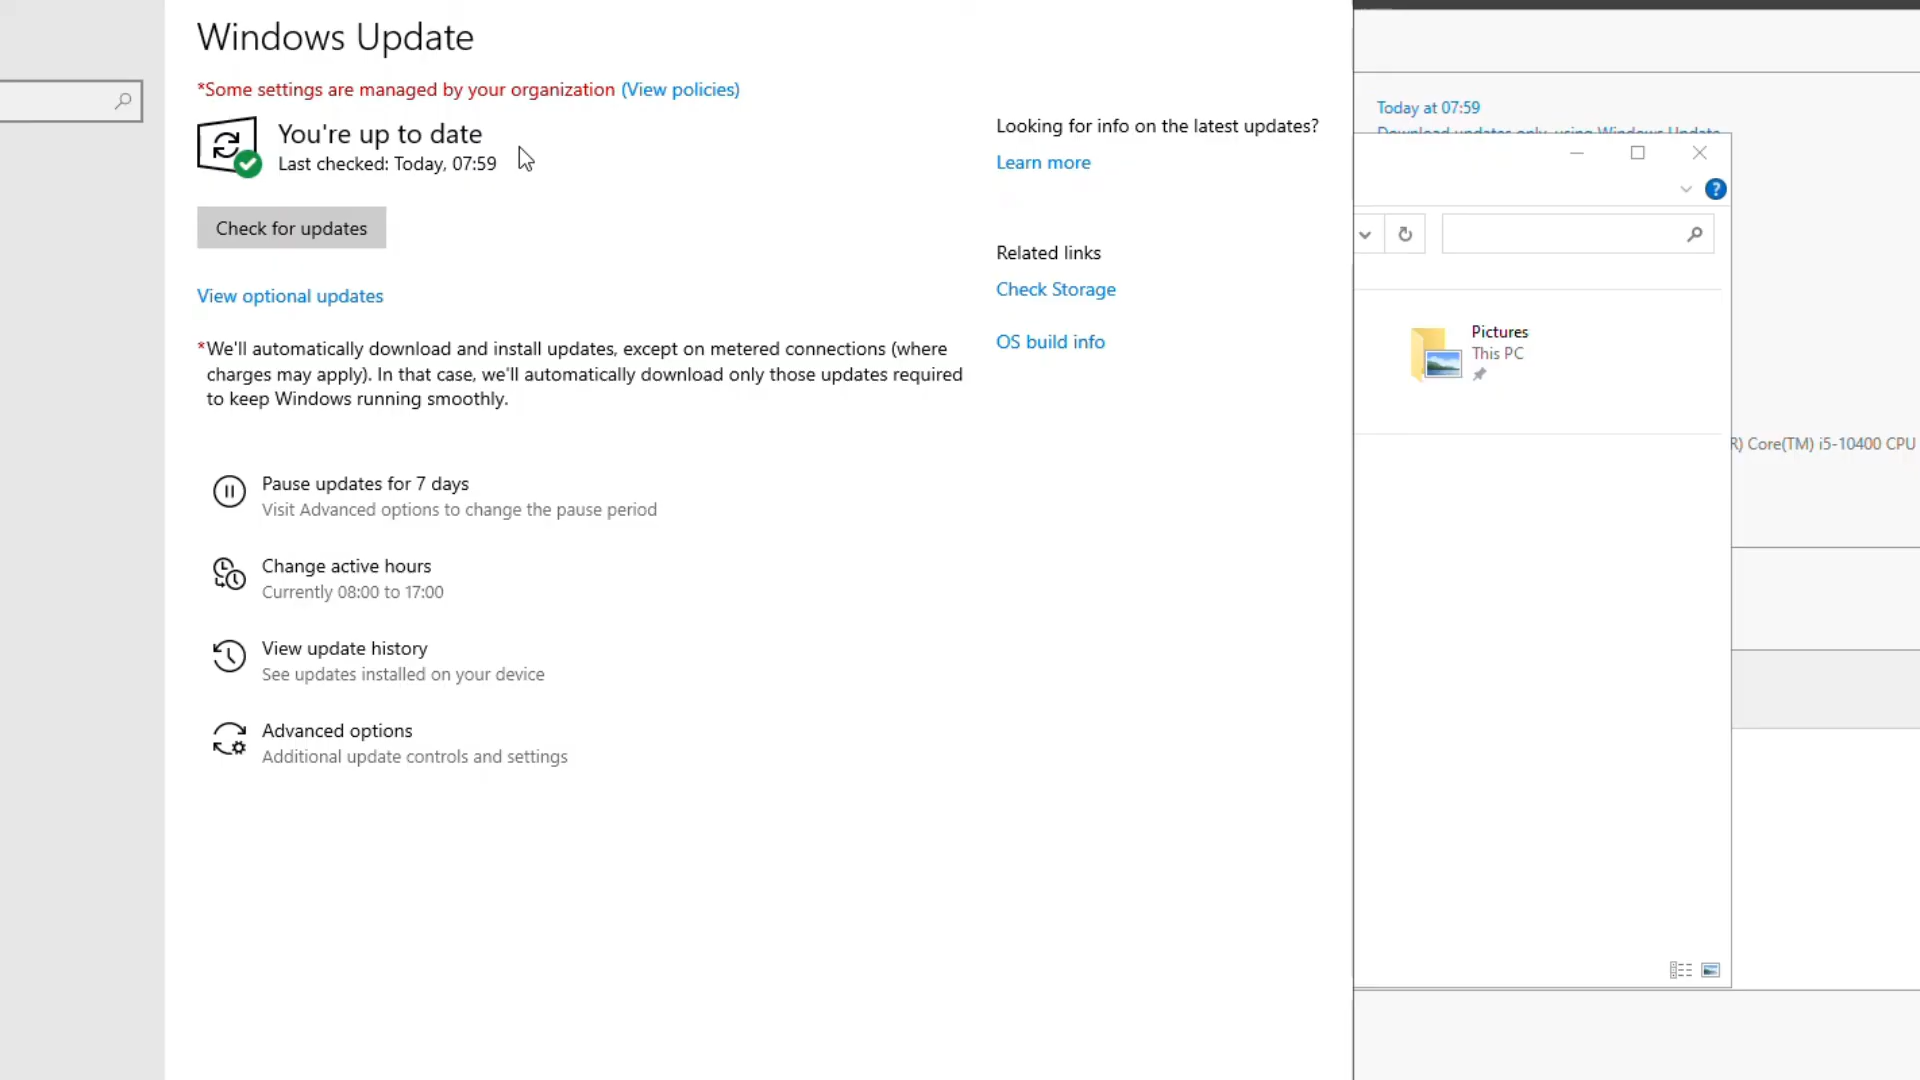 Windows Update
*Some settings are managed by your organization (View policies)
You're up to date
Last checked: Today, 07:59
Check for updates
View optional updates
*We'll automatically download and install updates, except on metered connections (where
charges may apply). In that case, we'll automatically download only those updates required
to keep Windows running smoothly.
Pause updates for 7 days
Visit Advanced options to change the pause period
Change active hours
Currently 08:00 to 17:00
View update history
See updates installed on your device
Advanced options
Additional update controls and settings
Looking for info on the latest updates?
Learn more
Related links
Check Storage
OS build info
Today at 07:59
Download updates only, using Windows Update
Pictures
This PC
R) Core(TM) i5-10400 CPU